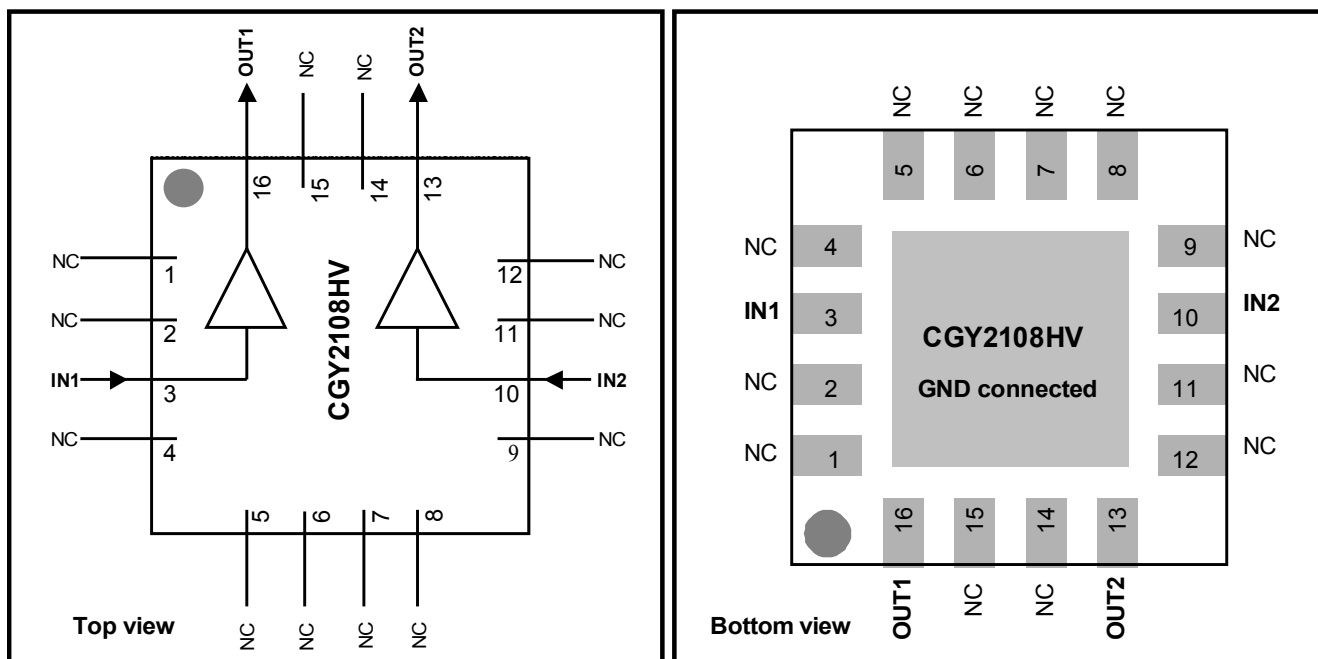 OUT1
NC
NC
OUT2
16
15
14
13
NC
1
12
NC
NC
2
11
NC
IN1
3
10
IN2
NC
4
9
NC
CGY2108HV
5
6
7
8
NC
NC
NC
NC
Top view
NC
NC
NC
NC
5
6
7
8
NC
4
9
NC
IN1
3
10
IN2
CGY2108HV
GND connected
NC
2
11
NC
NC
1
12
NC
16
15
14
13
OUT1
NC
NC
OUT2
Bottom view